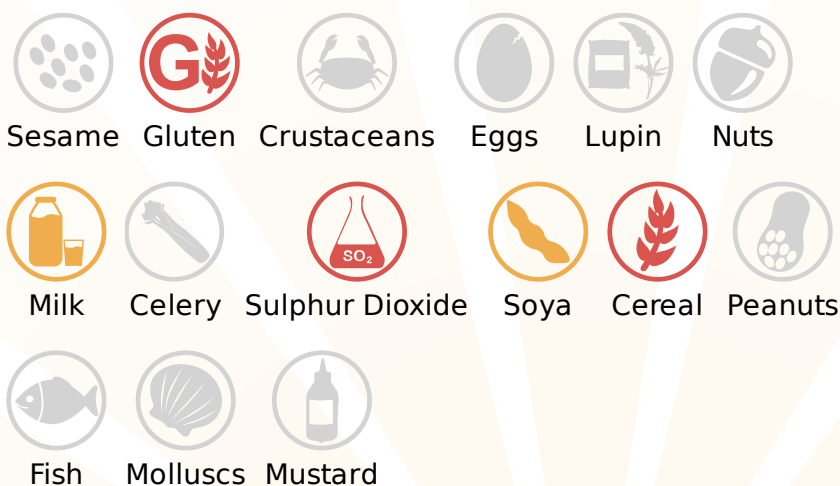 G
Sesame Gluten Crustaceans Eggs Lupin Nuts
SO₂
Milk Celery Sulphur Dioxide Soya Cereal Peanuts
Fish Molluscs Mustard